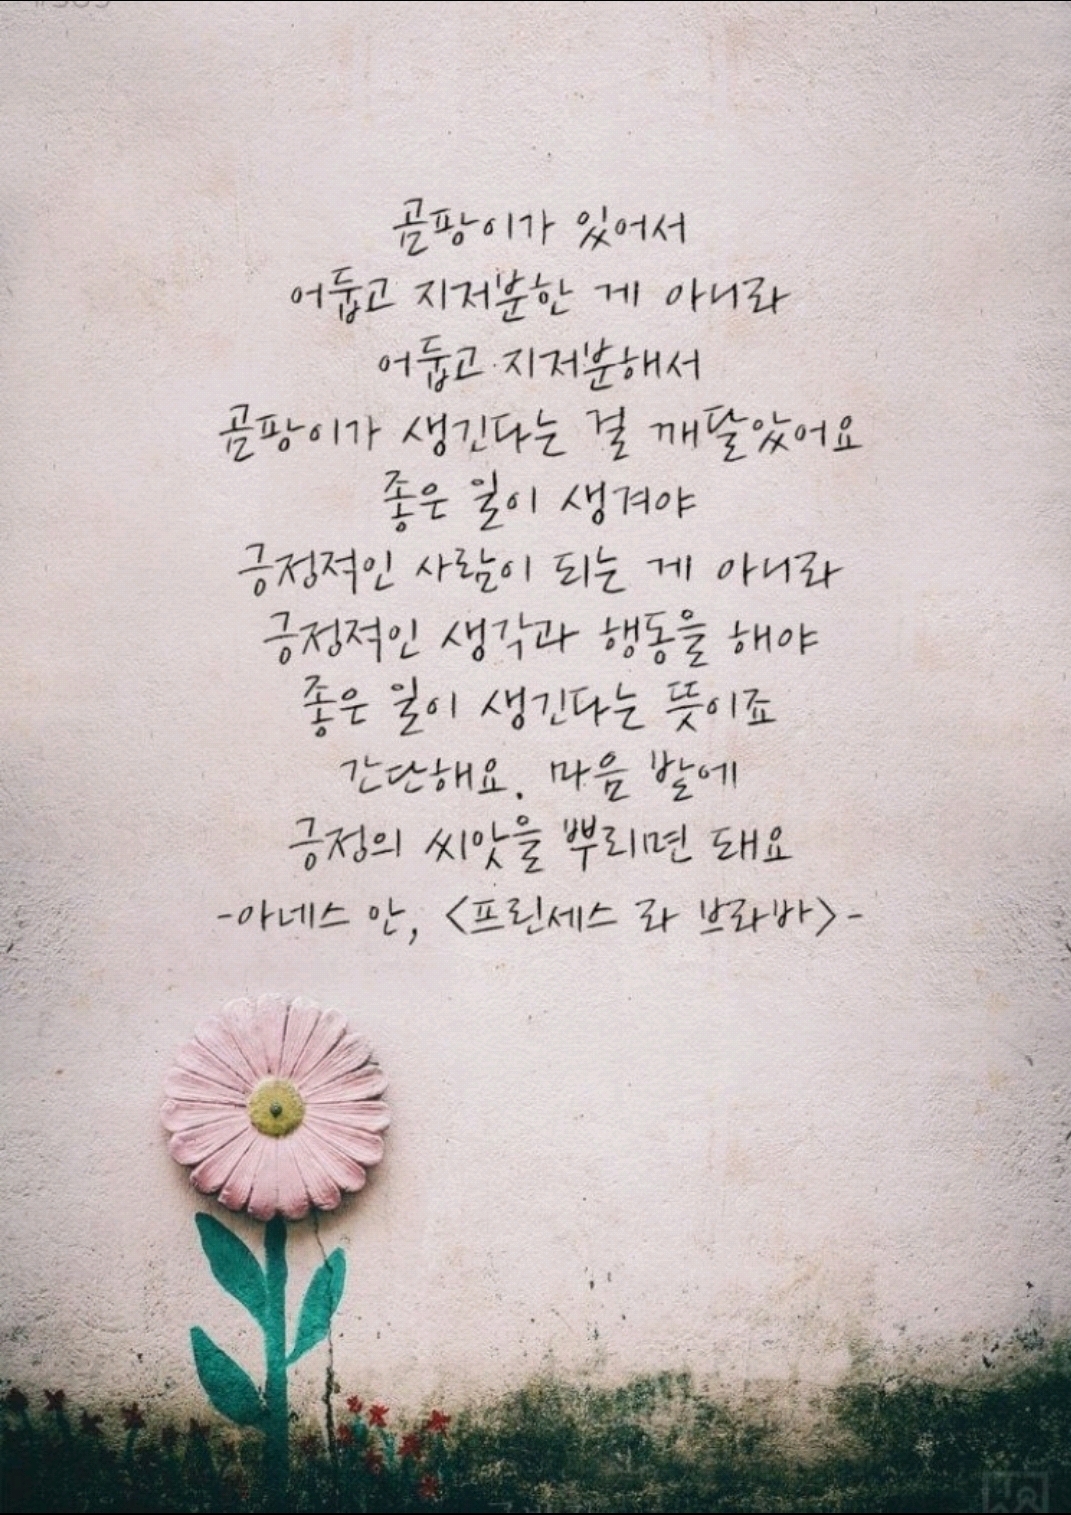 곰팡이가 있어서
어둡고 지저분한 게 아니라
어둡고 지저분해서
곰팡이가 생긴다는 걸 깨달았어요
좋은 일이 생겨야
긍정적인 사람이 되는 게 아니라
긍정적인 생각과 행동을 해야
좋은 일이 생긴다는 뜻이죠
간단해요. 마음 밭에
긍정의 씨앗을 뿌리면 돼요
-아네스 안, <프린세스 라 브라바>-